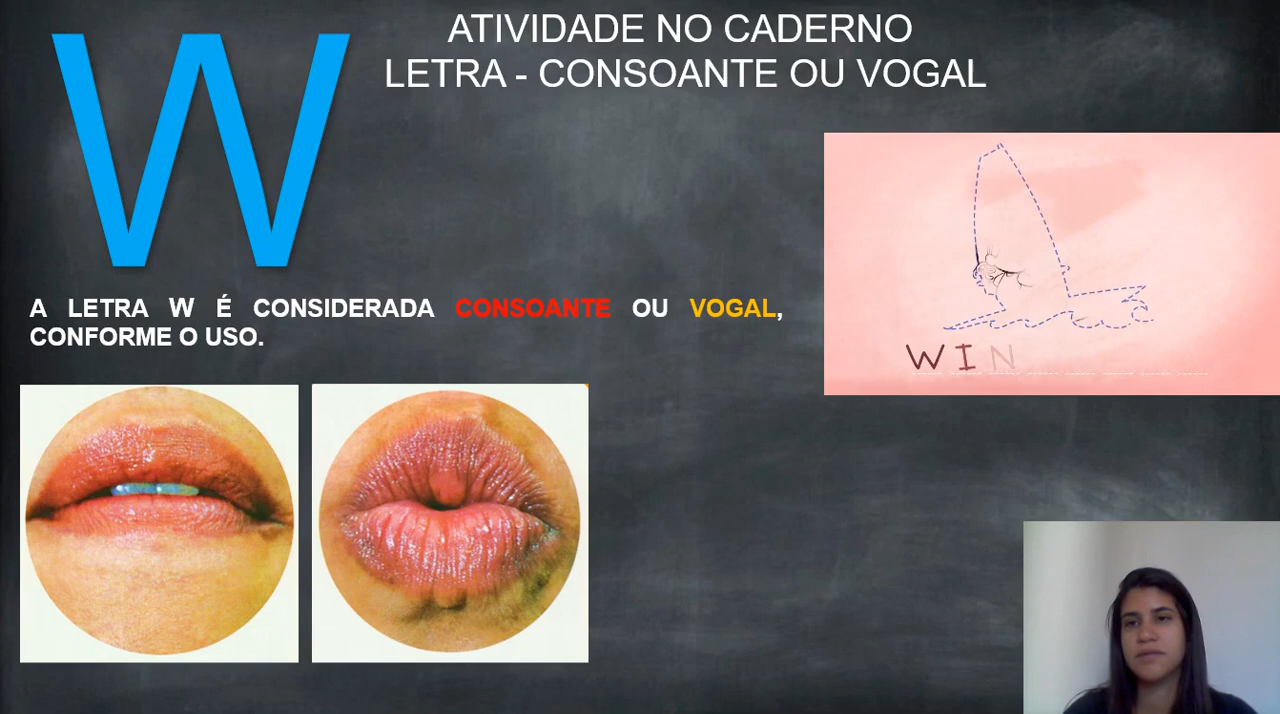 W
ATIVIDADE NO CADERNO
LETRA - CONSOANTE OU VOGAL
A LETRA W É CONSIDERADA CONSOANTE OU VOGAL,
CONFORME O USO.
WIN